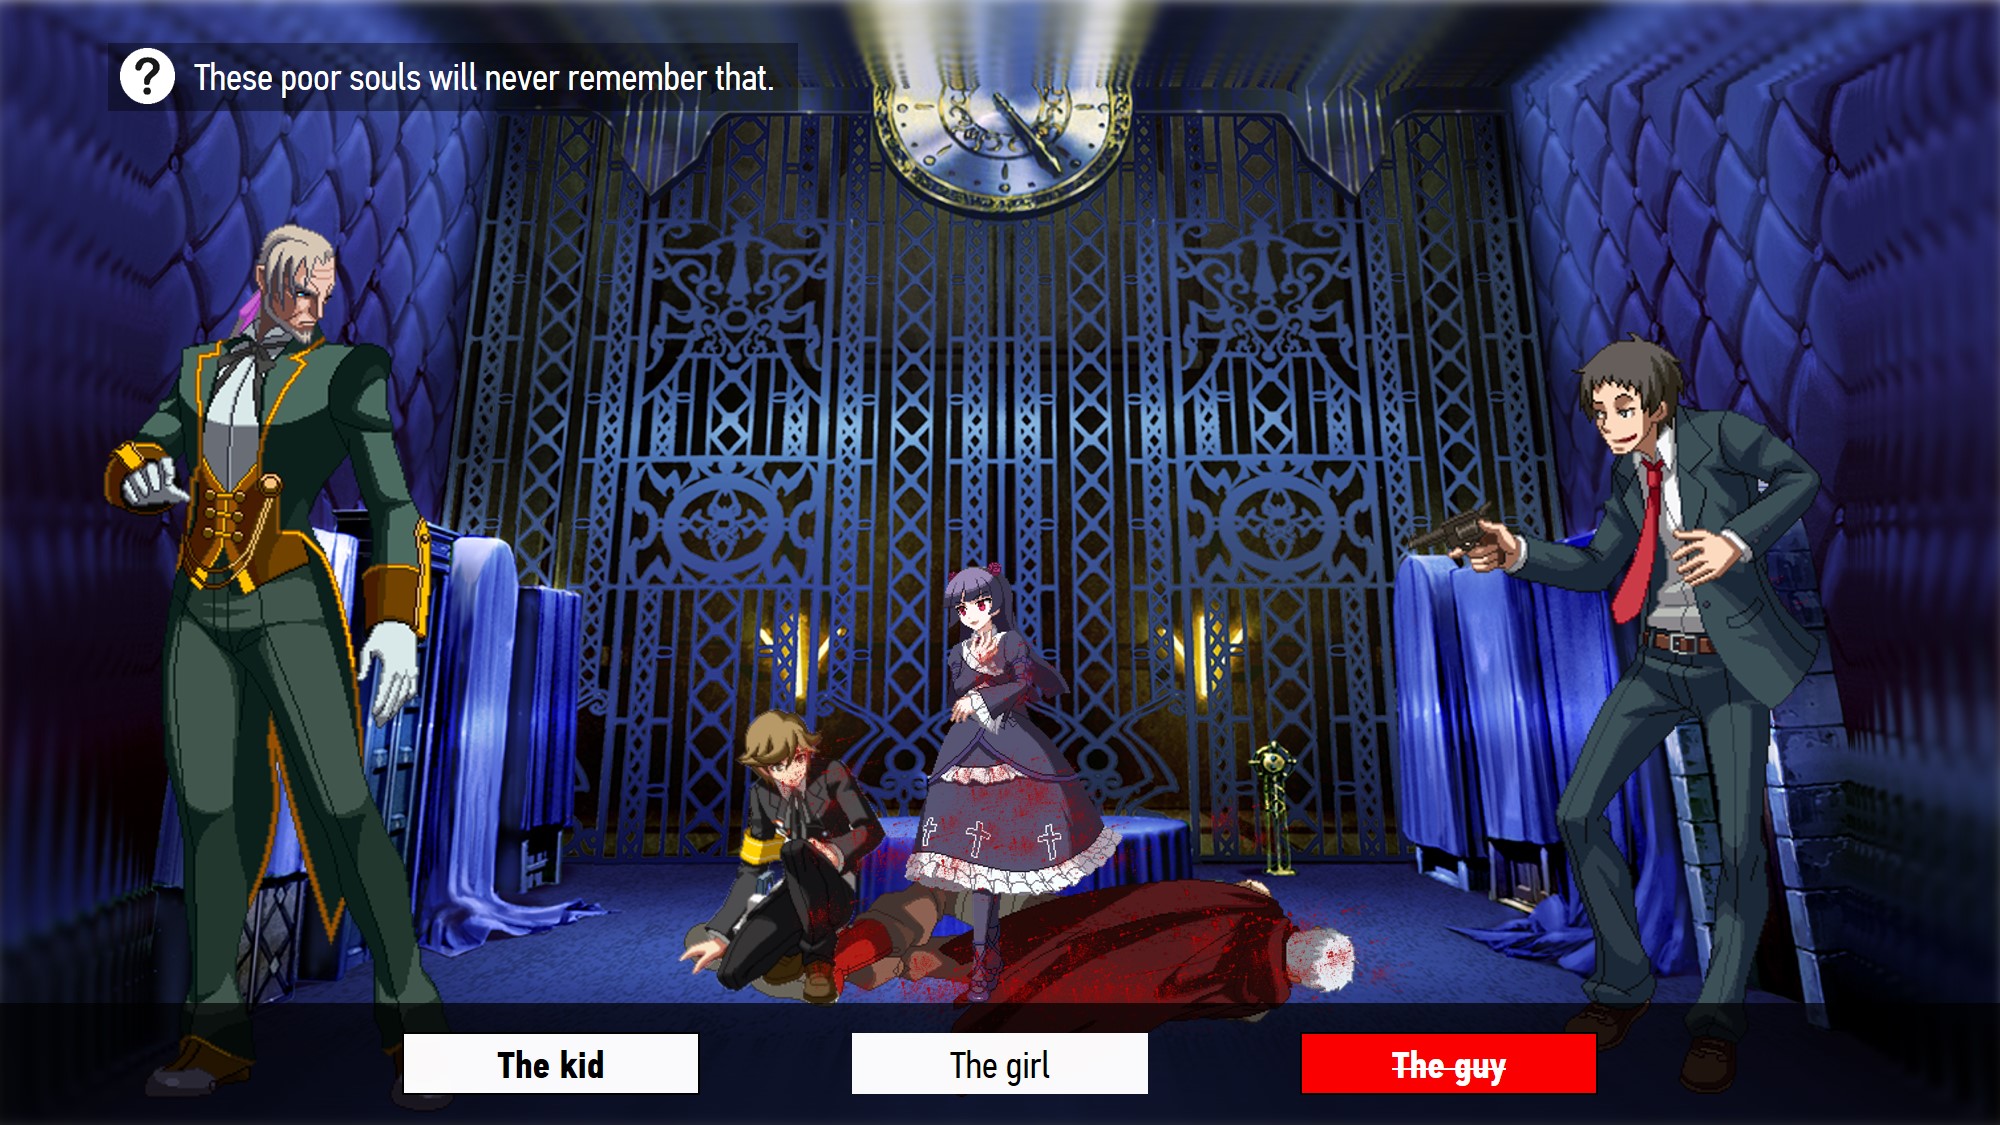 ? These poor souls will never remember that.
The kid
The girl
The guy